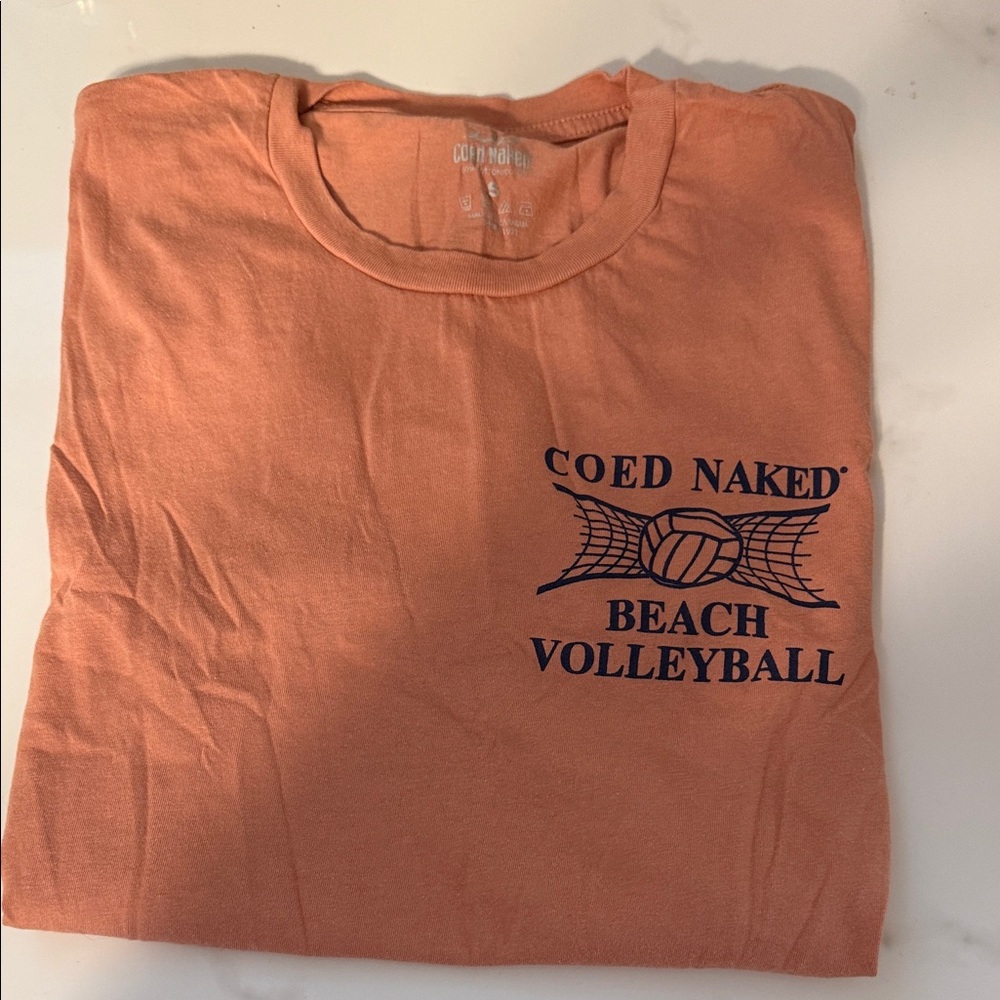 COED NAKED
S
COED NAKED®
BEACH
VOLLEYBALL